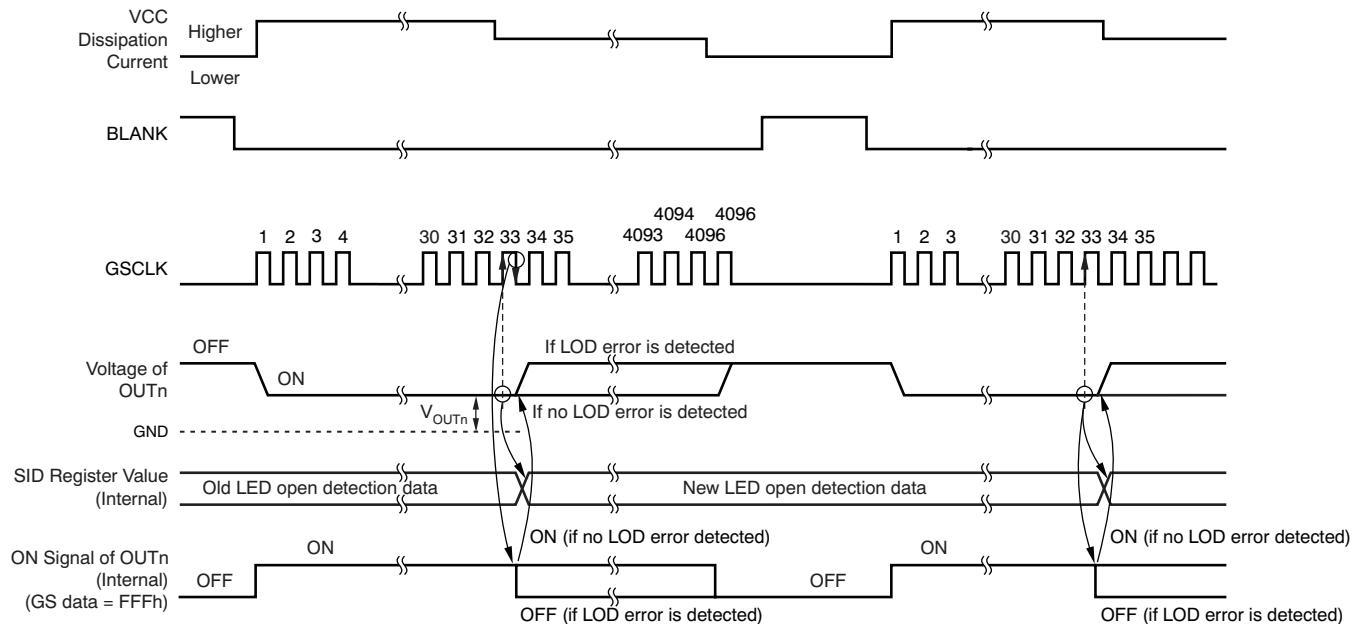 VCC
Dissipation
Current
Higher
Lower
BLANK
GSCLK
1 2 3 4 30 31 32 33 34 35 4093 4094 4096 4096 1 2 3 30 31 32 33 34 35
Voltage of
OUTn
OFF
ON
If LOD error is detected
VOUTn
If no LOD error is detected
GND
SID Register Value
(Internal)
Old LED open detection data
New LED open detection data
ON Signal of OUTn
(Internal)
(GS data = FFFh)
OFF
ON
ON (if no LOD error detected)
OFF (if LOD error is detected)
OFF
ON
ON (if no LOD error detected)
OFF (if LOD error is detected)